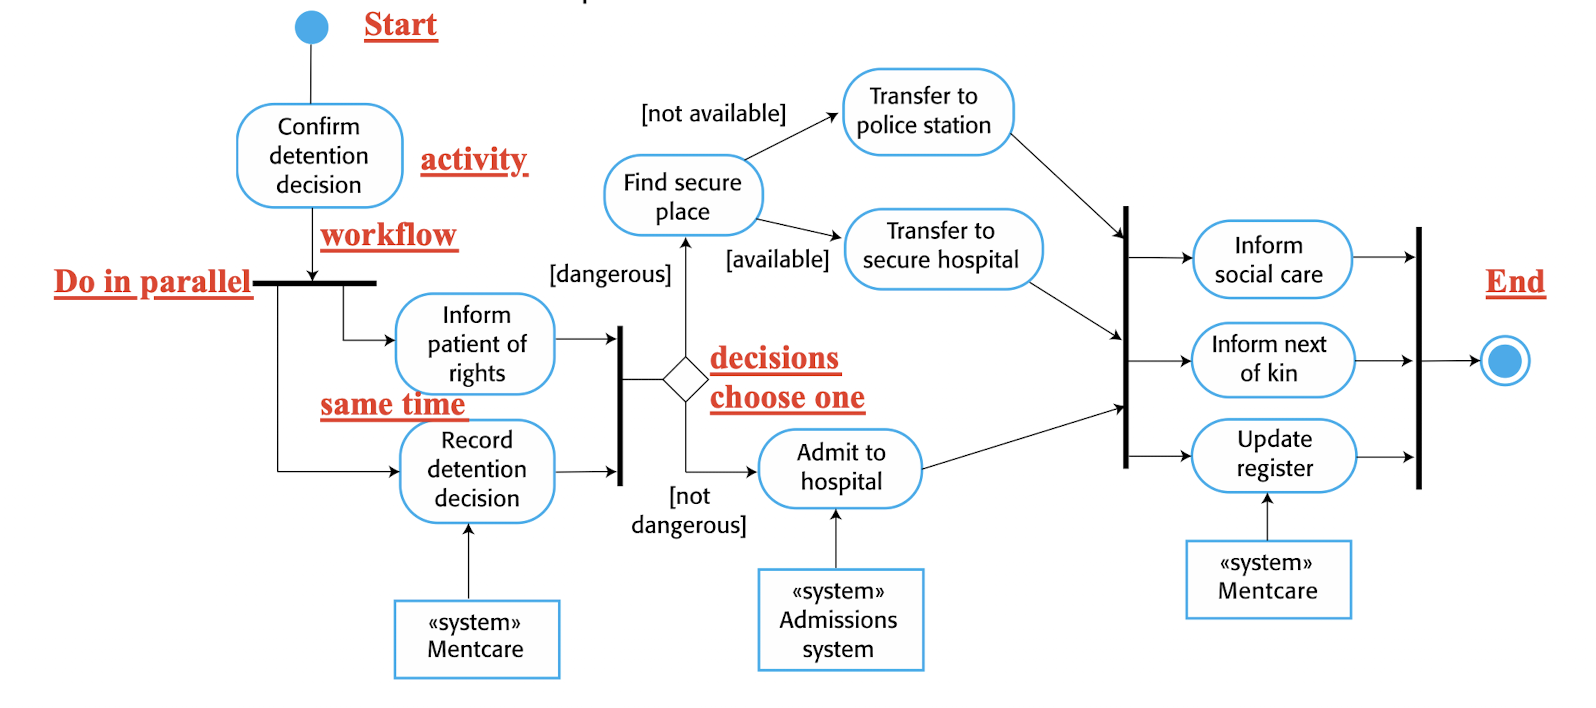 Start
Confirm
detention
decision
activity
workflow
Do in parallel
Inform
patient of
rights
same time
Record
detention
decision
«system»
Mentcare
[dangerous]
Find secure
place
[not available]
Transfer to
police station
[available]
Transfer to
secure hospital
decisions
choose one
[not
dangerous]
Admit to
hospital
«system»
Admissions
system
Inform
social care
Inform next
of kin
Update
register
«system»
Mentcare
End